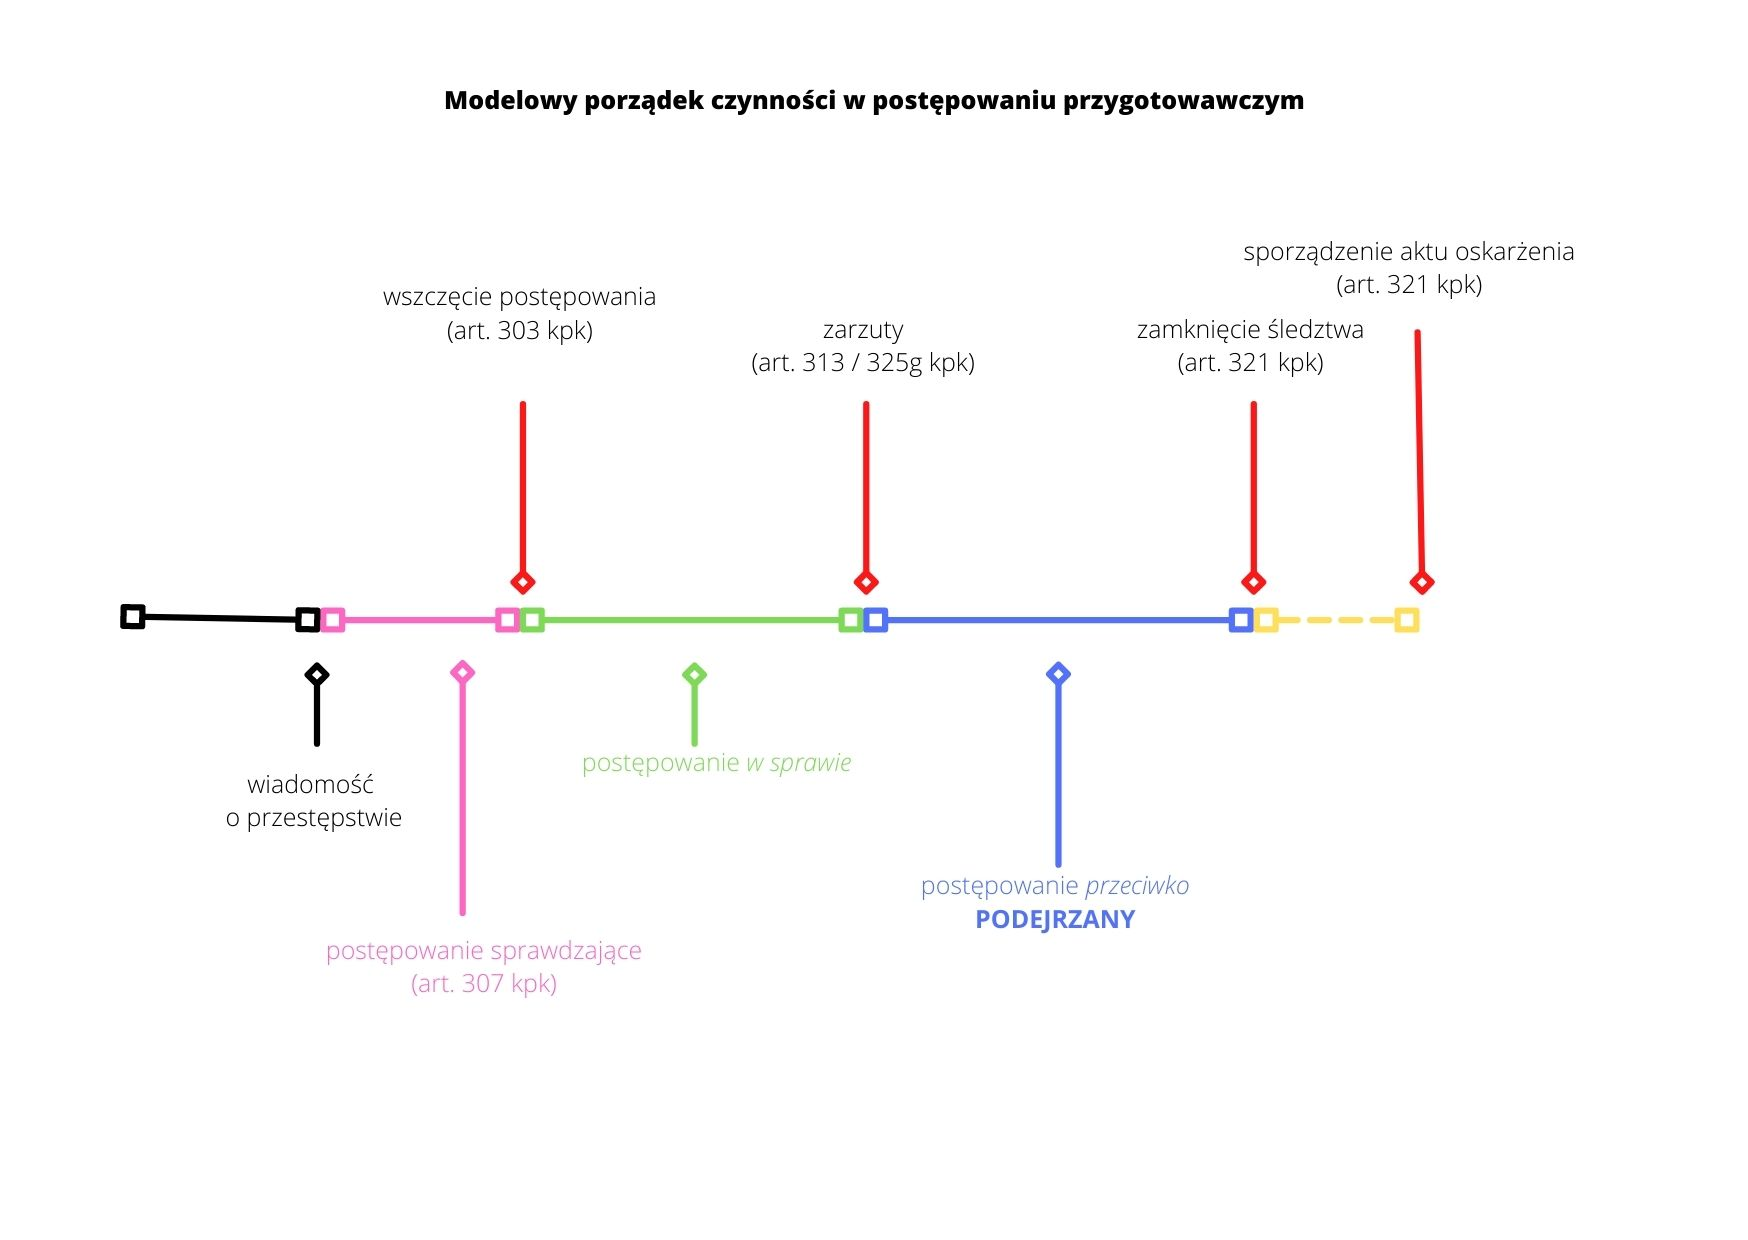 Modelowy porządek czynności w postępowaniu przygotowawczym
sporządzenie aktu oskarżenia
(art. 321 kpk)
wszczęcie postępowania
(art. 303 kpk)
zarzuty
(art. 313 / 325g kpk)
zamknięcie śledztwa
(art. 321 kpk)
wiadomość
o przestępstwie
postępowanie w sprawie
postępowanie przeciwko
PODEJRZANY
postępowanie sprawdzające
(art. 307 kpk)